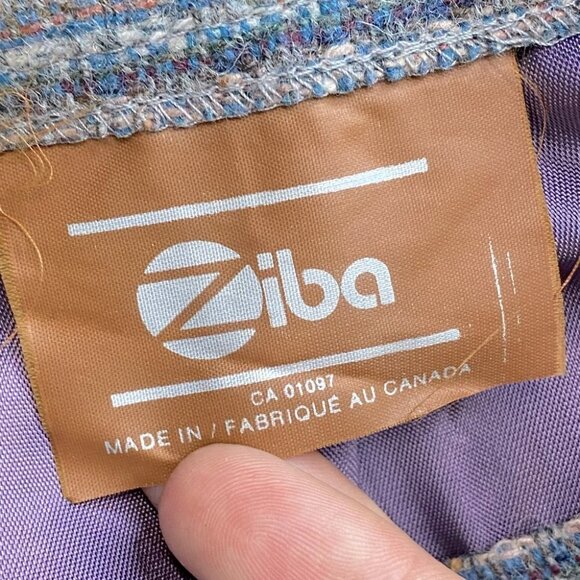 Ziba
CA 01097
MADE IN / FABRIQUÉ AU CANADA